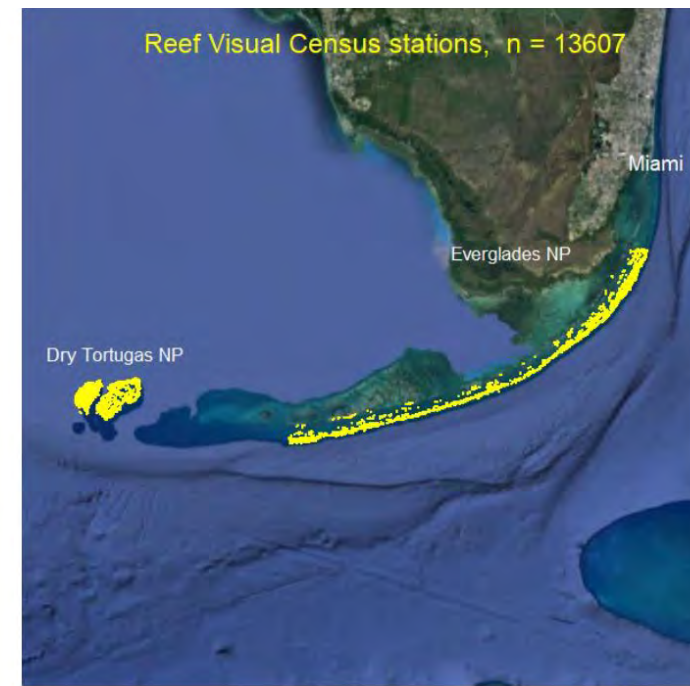 Reef Visual Census stations, n = 13607
Miami
Everglades NP
Dry Tortugas NP